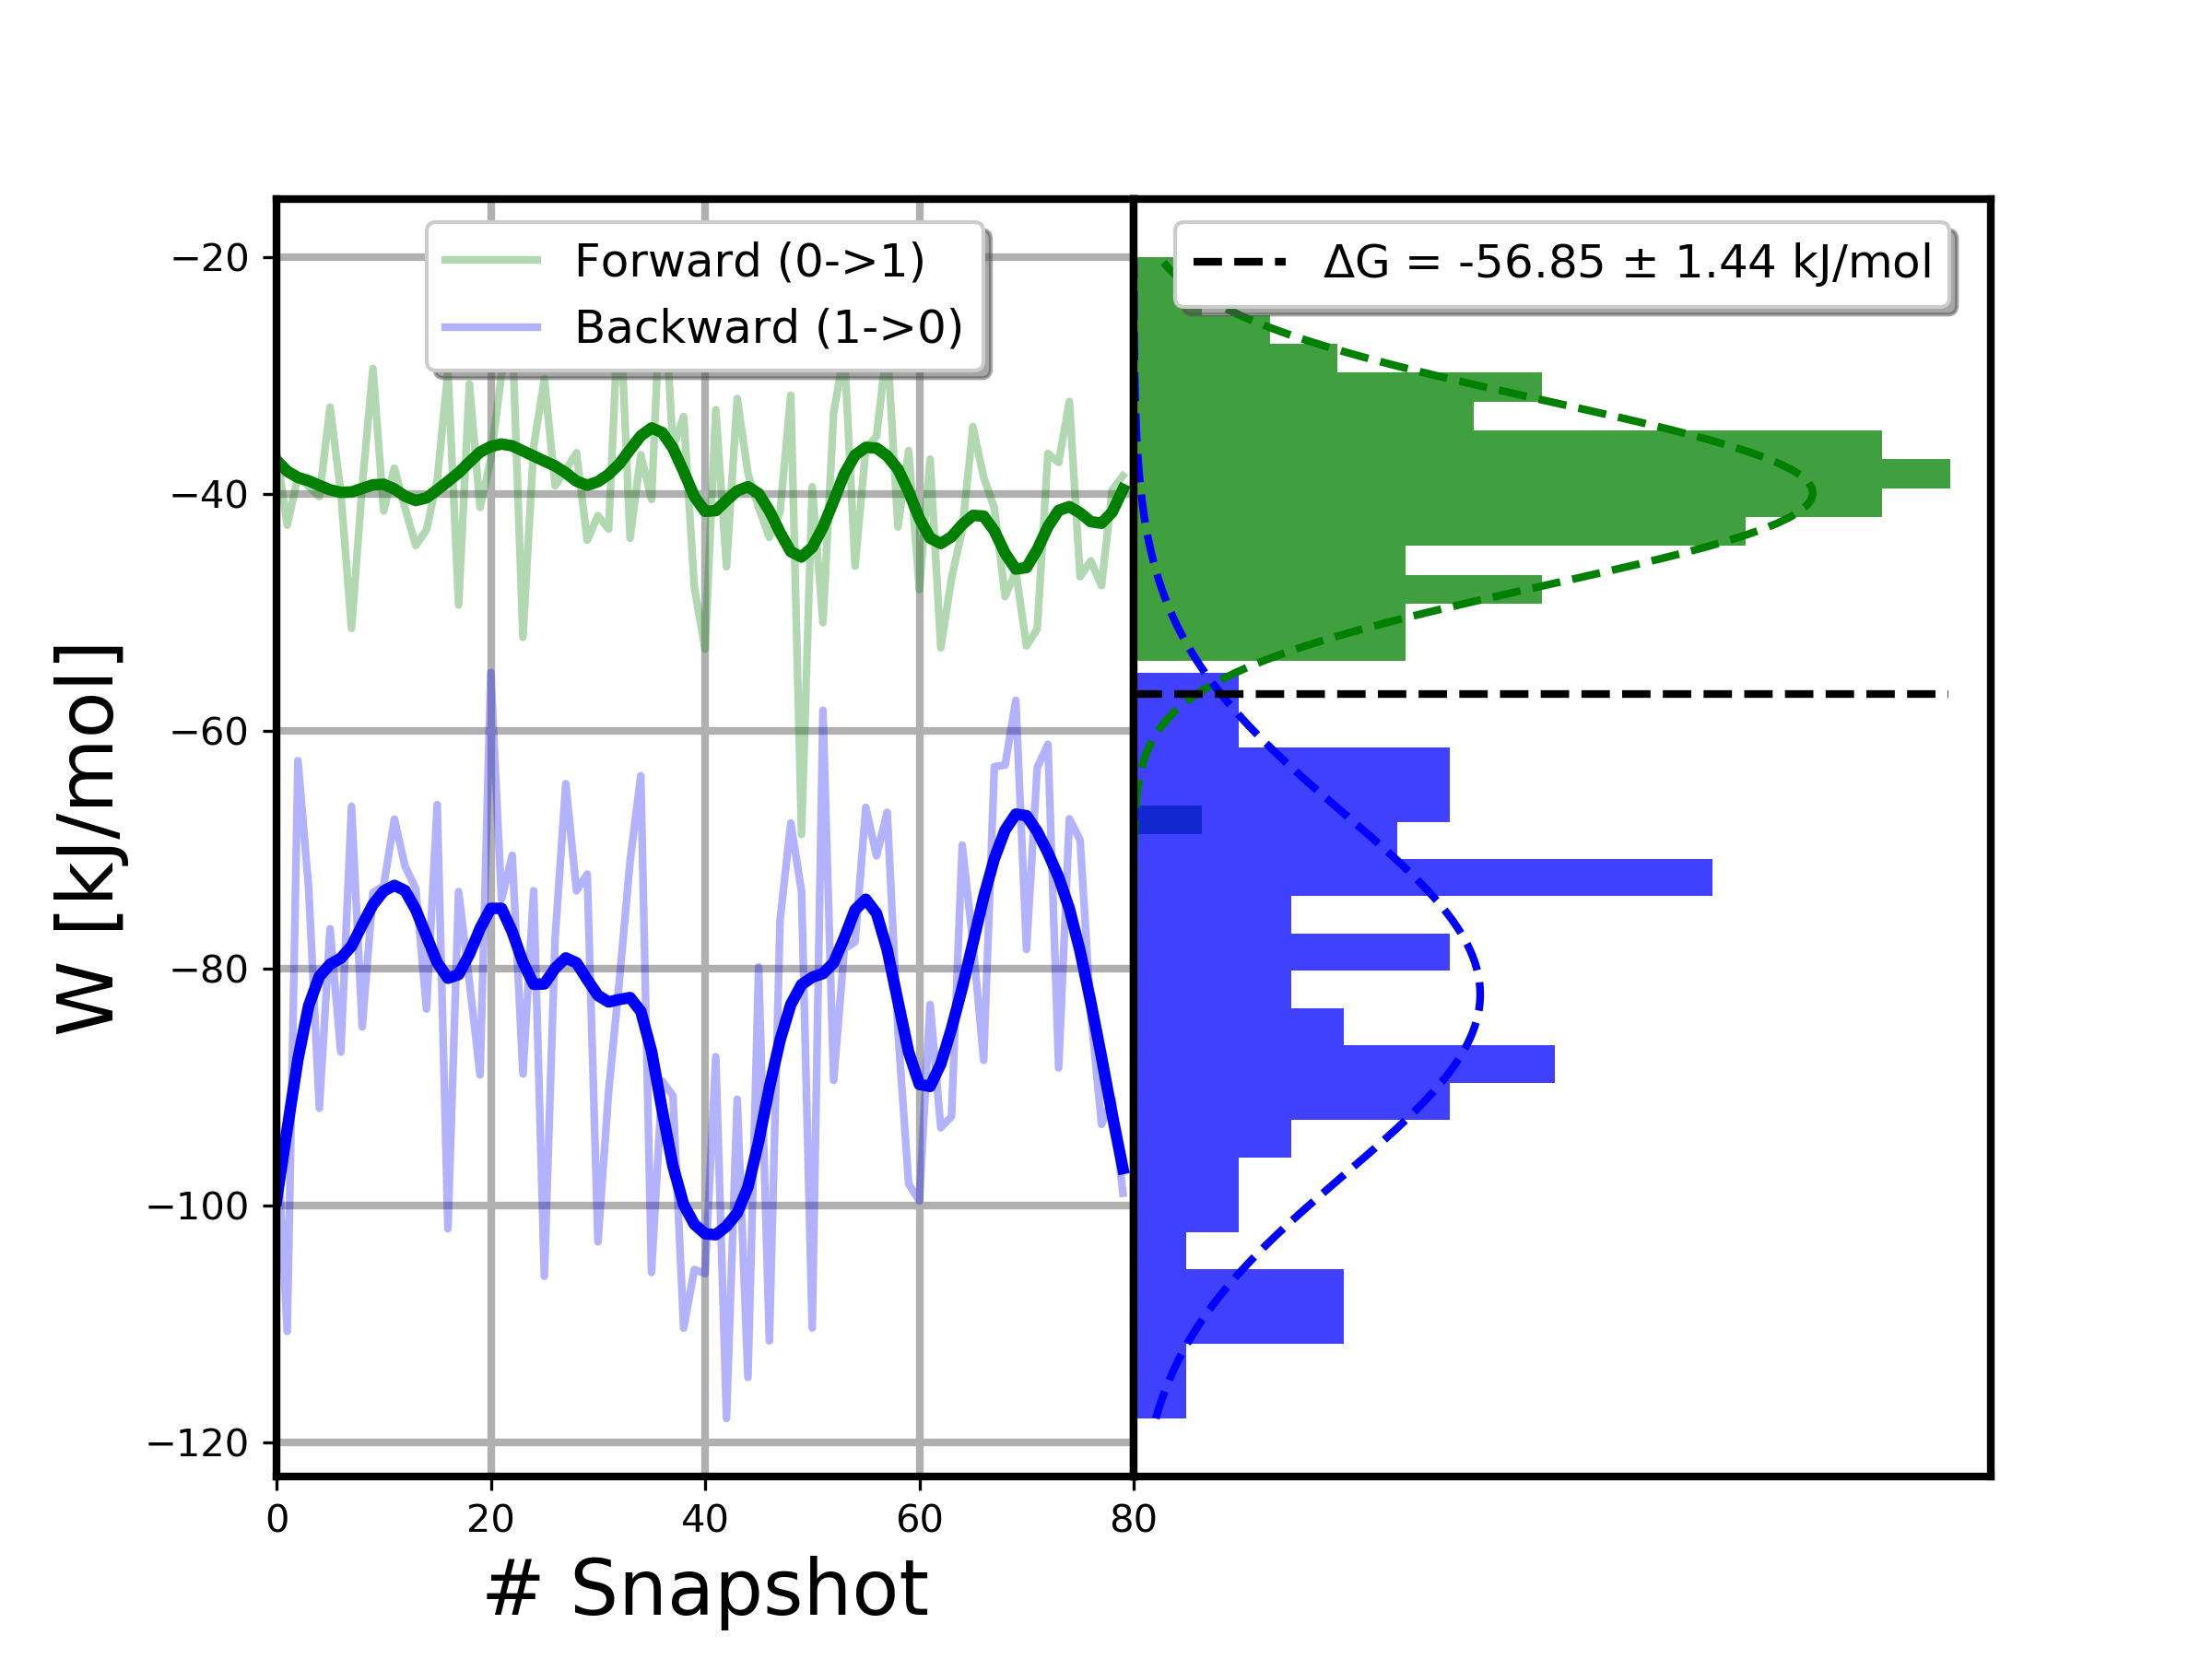 Forward (0->1)
Backward (1->0)
ΔG = -56.85 ± 1.44 kJ/mol
W [kJ/mol]
−20
−40
−60
−80
−100
−120
0 20 40 60 80
# Snapshot